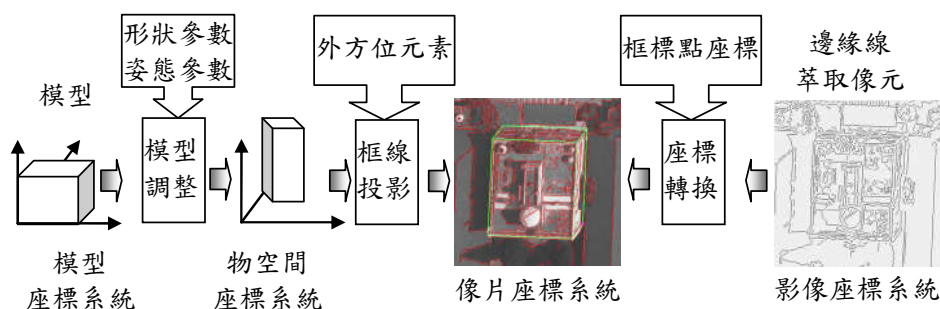 形狀參數
姿態參數
外方位元素
框標點座標
邊緣線
萃取像元
模型
模型
調整
框線
投影
座標
轉換
模型
座標系統
物空間
座標系統
像片座標系統
影像座標系統